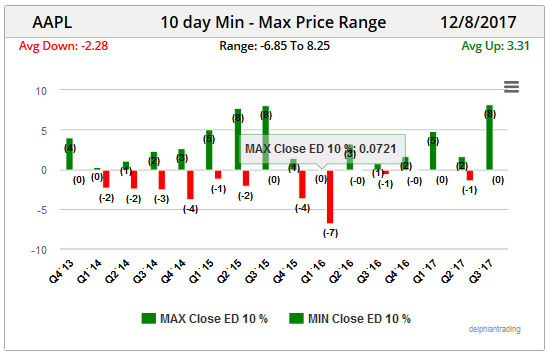 AAPL 10 day Min - Max Price Range 12/8/2017
Avg Down: -2.28 Range: -6.85 To 8.25 Avg Up: 3.31
10
5
0
-5
-10
(4) (0) (1) (2) (3) (5) (8) (8) (1) (0) (3) (1) (2) (5) (2) (8)
MAX Close ED 10 %: 0.0721
(0) (-2) (-2) (-3) (-4) (-1) (-2) (0) (-4) (-7) (-0) (-1) (-0) (-0) (-1) (0)
Q4 '13 Q1 '14 Q2 '14 Q3 '14 Q4 '14 Q1 '15 Q2 '15 Q3 '15 Q4 '15 Q1 '16 Q2 '16 Q3 '16 Q4 '16 Q1 '17 Q2 '17 Q3 '17
MAX Close ED 10 % MIN Close ED 10 %
delphiantrading